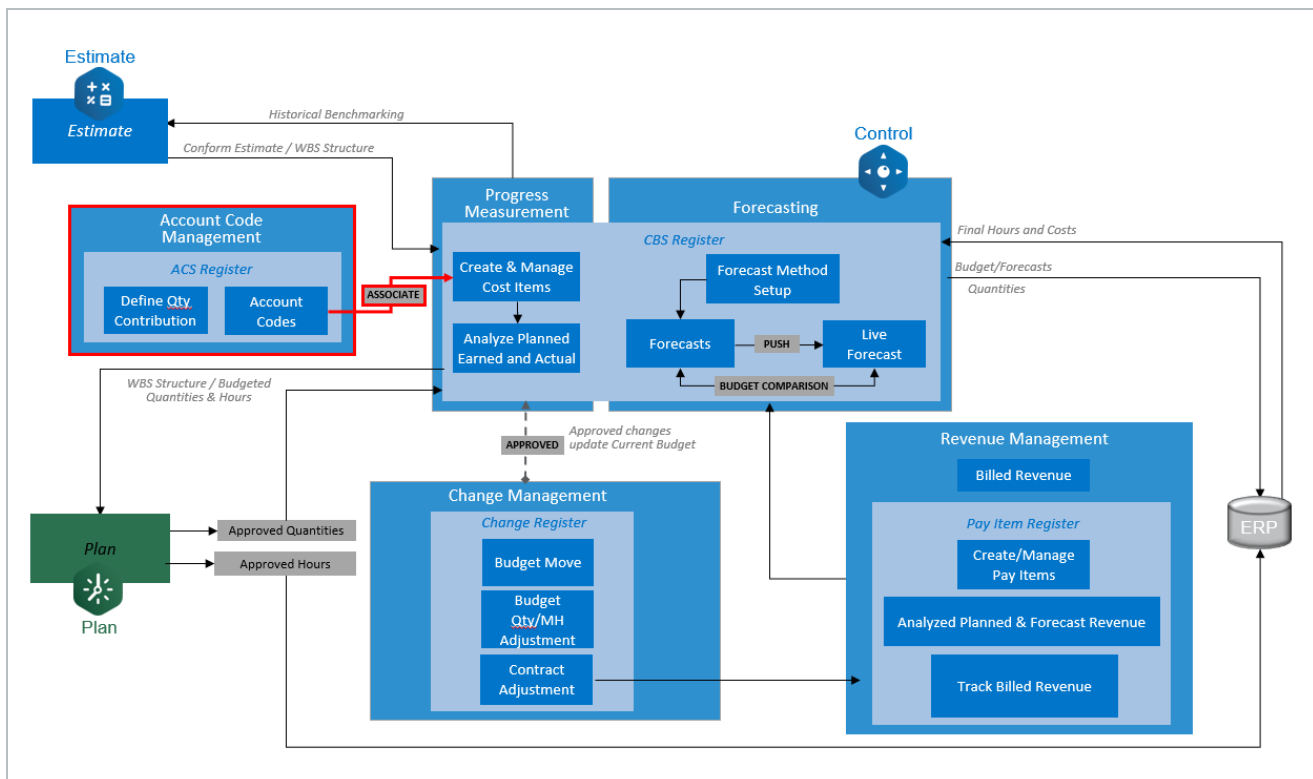 Estimate
Estimate
Historical Benchmarking
Conform Estimate / WBS Structure
Control
Account Code
Management
ACS Register
Define Qty
Contribution
Account
Codes
ASSOCIATE
Progress
Measurement
Forecasting
CBS Register
Create & Manage
Cost Items
Analyze Planned
Earned and Actual
Forecast Method
Setup
Forecasts
PUSH
Live
Forecast
BUDGET COMPARISON
Final Hours and Costs
Budget/Forecasts
Quantities
WBS Structure / Budgeted
Quantities & Hours
APPROVED
Approved changes
update Current Budget
Plan
Plan
Approved Quantities
Approved Hours
Change Management
Change Register
Budget Move
Budget
Qty/MH
Adjustment
Contract
Adjustment
Revenue Management
Billed Revenue
Pay Item Register
Create/Manage
Pay Items
Analyzed Planned & Forecast Revenue
Track Billed Revenue
ERP